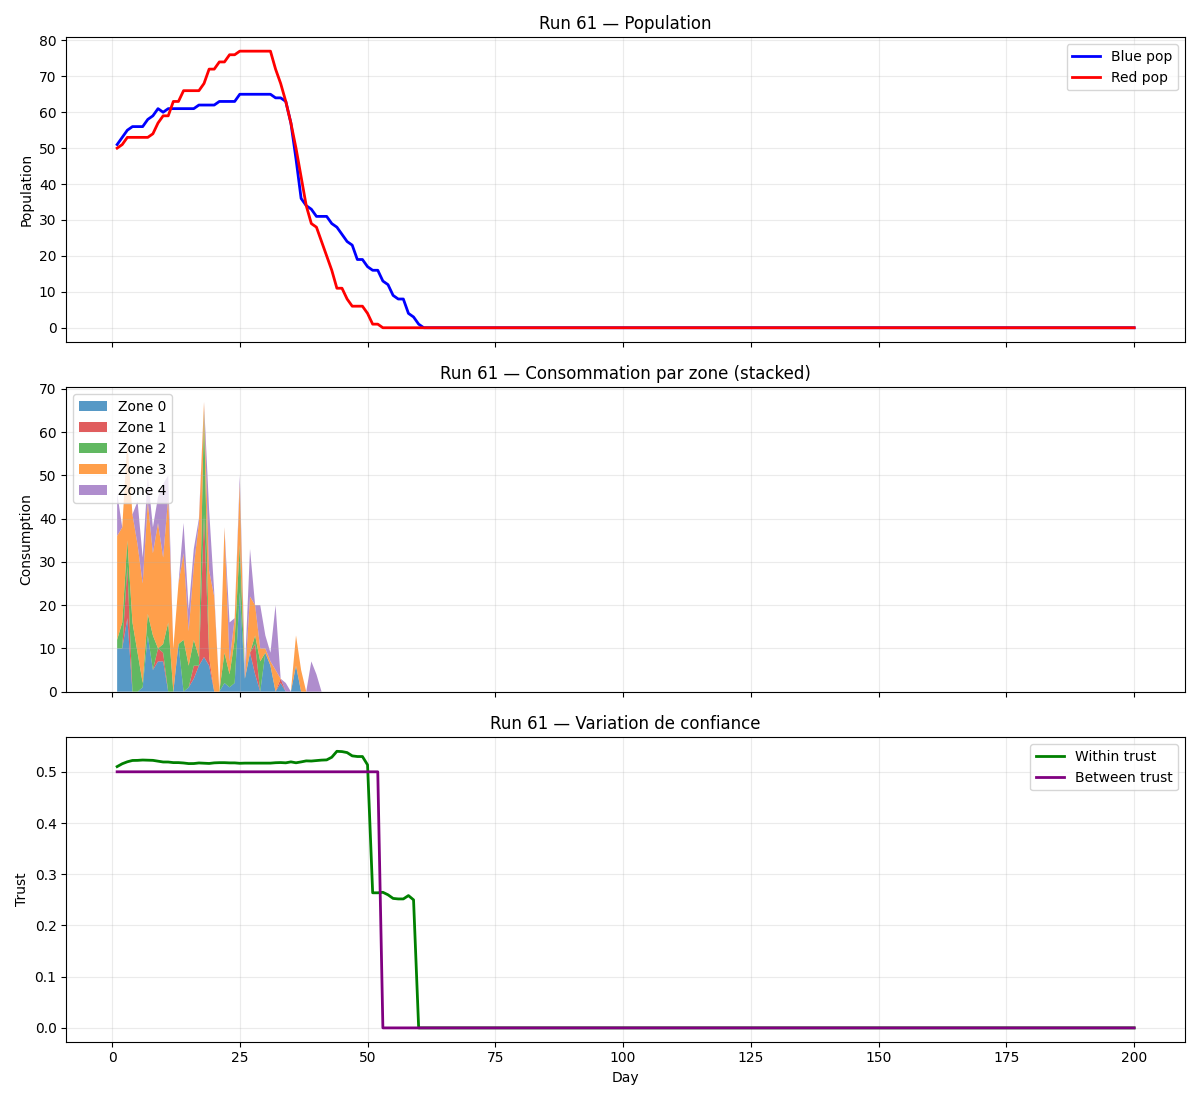 Run 61 — Population
Population
80
70
60
50
40
30
20
10
0
Blue pop
Red pop
Run 61 — Consommation par zone (stacked)
Consumption
70
60
50
40
30
20
10
0
Zone 0
Zone 1
Zone 2
Zone 3
Zone 4
Run 61 — Variation de confiance
Trust
0.5
0.4
0.3
0.2
0.1
0.0
Within trust
Between trust
0 25 50 75 100 125 150 175 200
Day